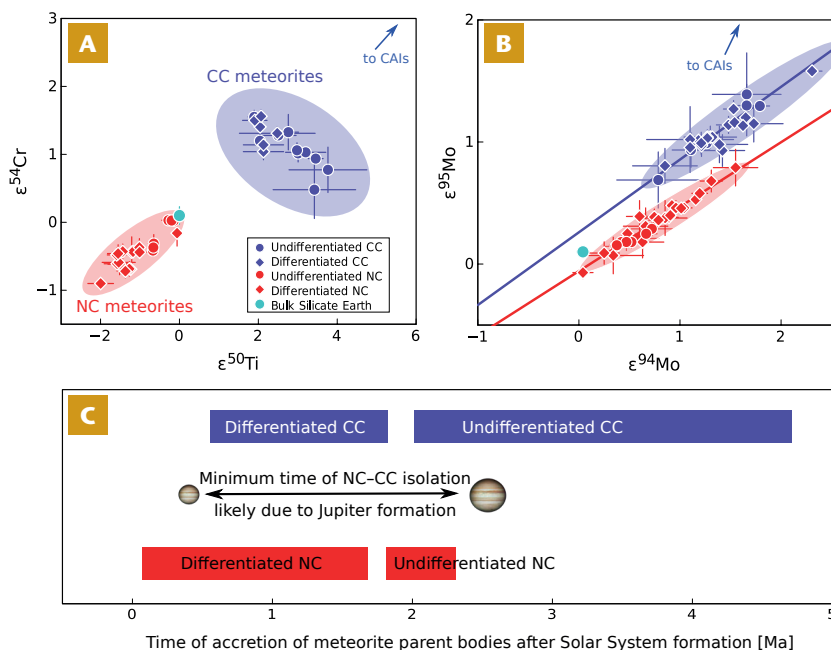 A
3
2
1
0
−1
ε54Cr
to CAIs
CC meteorites
NC meteorites
Undifferentiated CC
Differentiated CC
Undifferentiated NC
Differentiated NC
Bulk Silicate Earth
−2
0
2
4
6
ε50Ti
B
2
1
0
ε95Mo
to CAIs
−1
0
1
2
ε94Mo
C
Differentiated CC
Undifferentiated CC
Minimum time of NC–CC isolation
likely due to Jupiter formation
Differentiated NC
Undifferentiated NC
0
1
2
3
4
5
Time of accretion of meteorite parent bodies after Solar System formation [Ma]